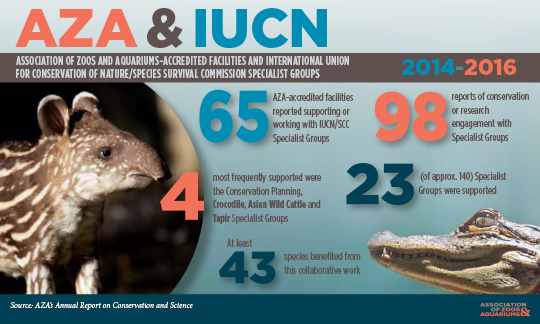 AZA & IUCN
ASSOCIATION OF ZOOS AND AQUARIUMS-ACCREDITED FACILITIES AND INTERNATIONAL UNION
FOR CONSERVATION OF NATURE/SPECIES SURVIVAL COMMISSION SPECIALIST GROUPS
2014-2016
65
AZA-accredited facilities
reported supporting or
working with IUCN/SCC
Specialist Groups
98
reports of conservation
or research
engagement with
Specialist Groups
4
most frequently supported were
the Conservation Planning,
Crocodile, Asian Wild Cattle and
Tapir Specialist Groups
23
(of approx. 140) Specialist
Groups were supported
At least
43
species benefited from
this collaborative work
Source: AZA's Annual Report on Conservation and Science
ASSOCIATION
OF ZOOS
AQUARIUMS &